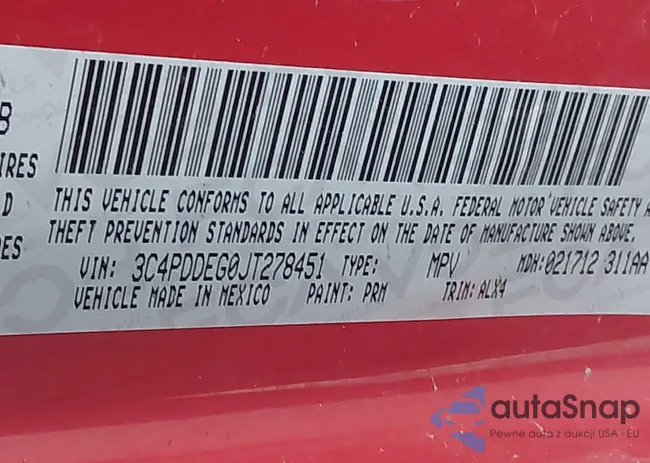 B
IRES
D
ES
THIS VEHICLE CONFORMS TO ALL APPLICABLE U.S.A. FEDERAL MOTOR VEHICLE SAFETY A
THEFT PREVENTION STANDARDS IN EFFECT ON THE DATE OF MANUFACTURE SHOWN ABOVE.
VIN: 3C4PDDEG0JT278451 TYPE: MPV MDH: 021712 311AA
VEHICLE MADE IN MEXICO PAINT: PRM TRIM: ALX4
autaSnap
Pewne auta z aukcji USA i EU